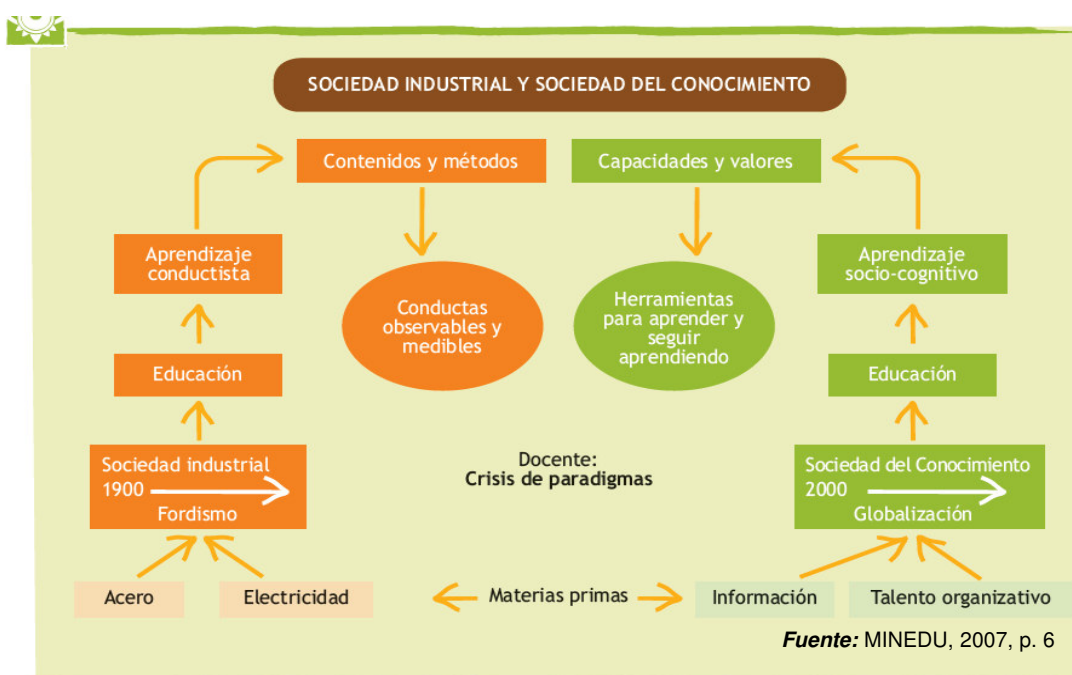 SOCIEDAD INDUSTRIAL Y SOCIEDAD DEL CONOCIMIENTO
Contenidos y métodos
Capacidades y valores
Aprendizaje
conductista
Aprendizaje
socio-cognitivo
Conductas
observables y
medibles
Herramientas
para aprender y
seguir
aprendiendo
Educación
Educación
Sociedad industrial
1900
Fordismo
Docente:
Crisis de paradigmas
Sociedad del Conocimiento
2000
Globalización
Acero
Electricidad
Materias primas
Información
Talento organizativo
Fuente: MINEDU, 2007, p. 6